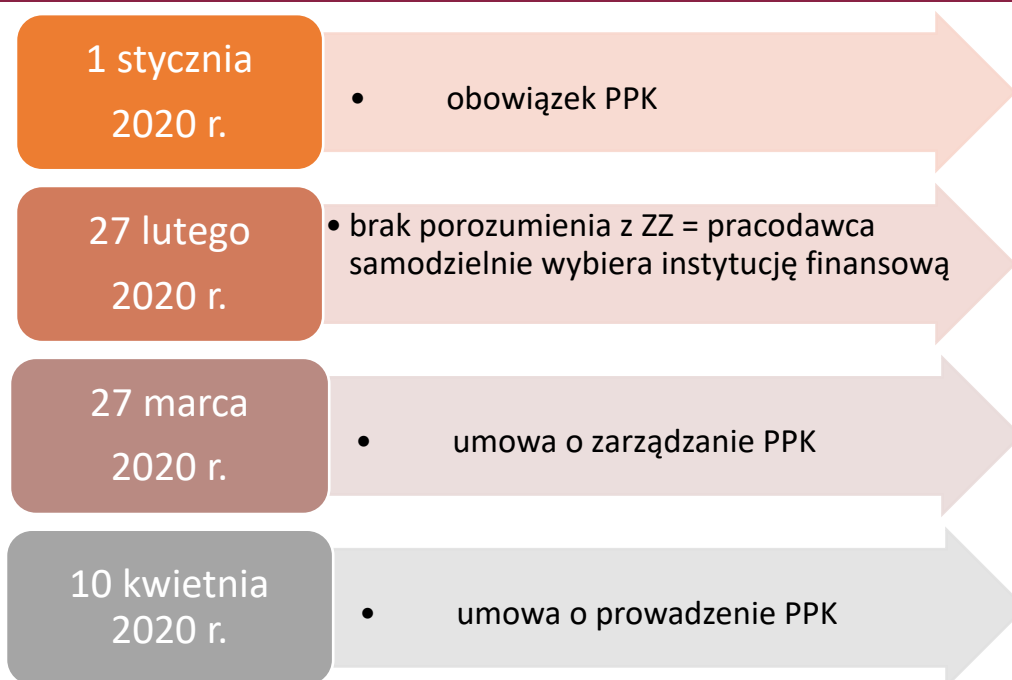 1 stycznia
2020 r.
• obowiązek PPK
27 lutego
2020 r.
• brak porozumienia z ZZ = pracodawca
samodzielnie wybiera instytucję finansową
27 marca
2020 r.
• umowa o zarządzanie PPK
10 kwietnia
2020 r.
• umowa o prowadzenie PPK